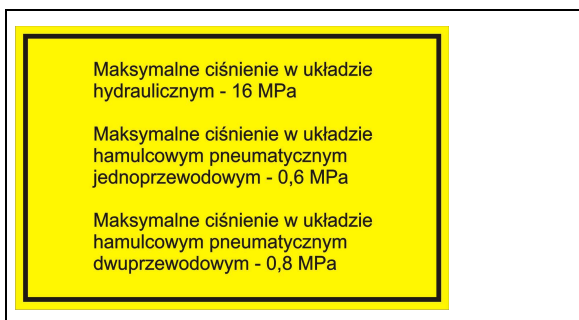 Maksymalne ciśnienie w układzie
hydraulicznym - 16 MPa
Maksymalne ciśnienie w układzie
hamulcowym pneumatycznym
jednoprzewodowym - 0,6 MPa
Maksymalne ciśnienie w układzie
hamulcowym pneumatycznym
dwuprzewodowym - 0,8 MPa